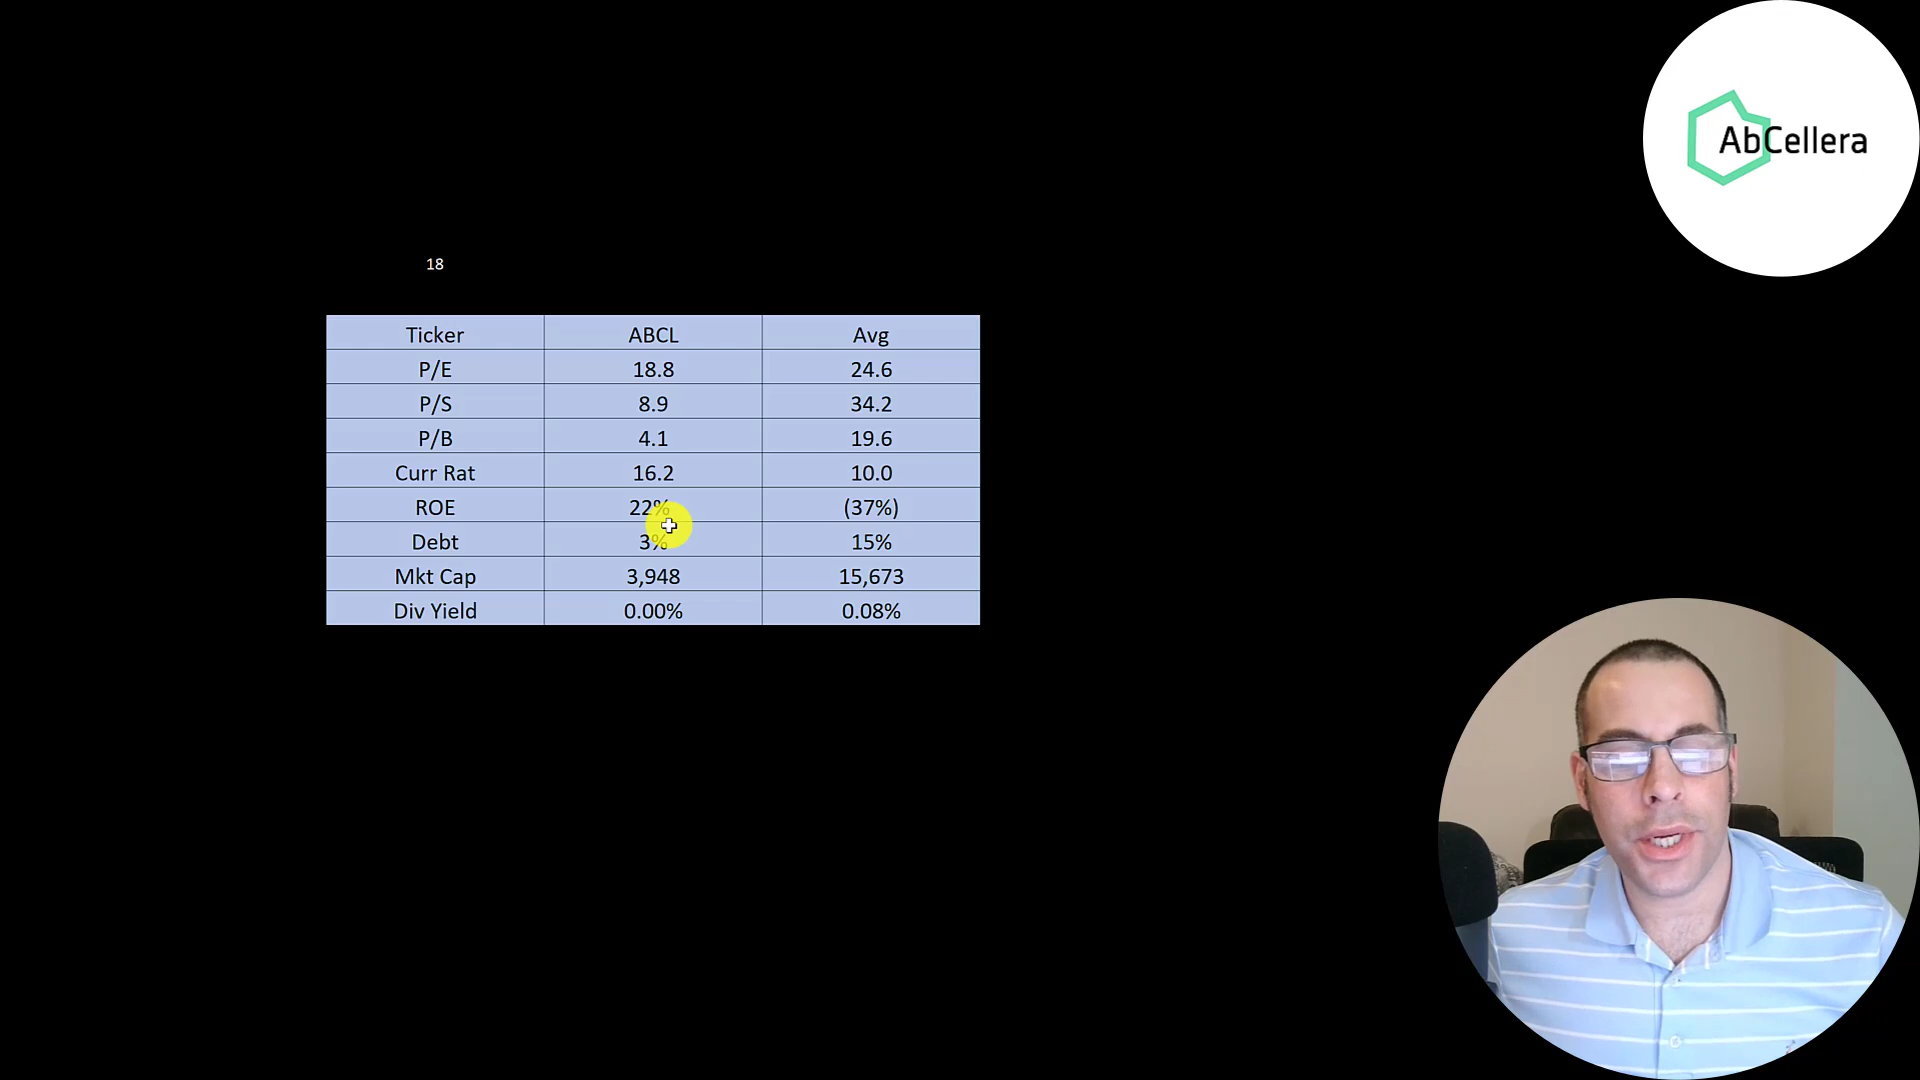 AbCellera
18
Ticker ABCL Avg
P/E 18.8 24.6
P/S 8.9 34.2
P/B 4.1 19.6
Curr Rat 16.2 10.0
ROE 22% (37%)
Debt 3% 15%
Mkt Cap 3,948 15,673
Div Yield 0.00% 0.08%